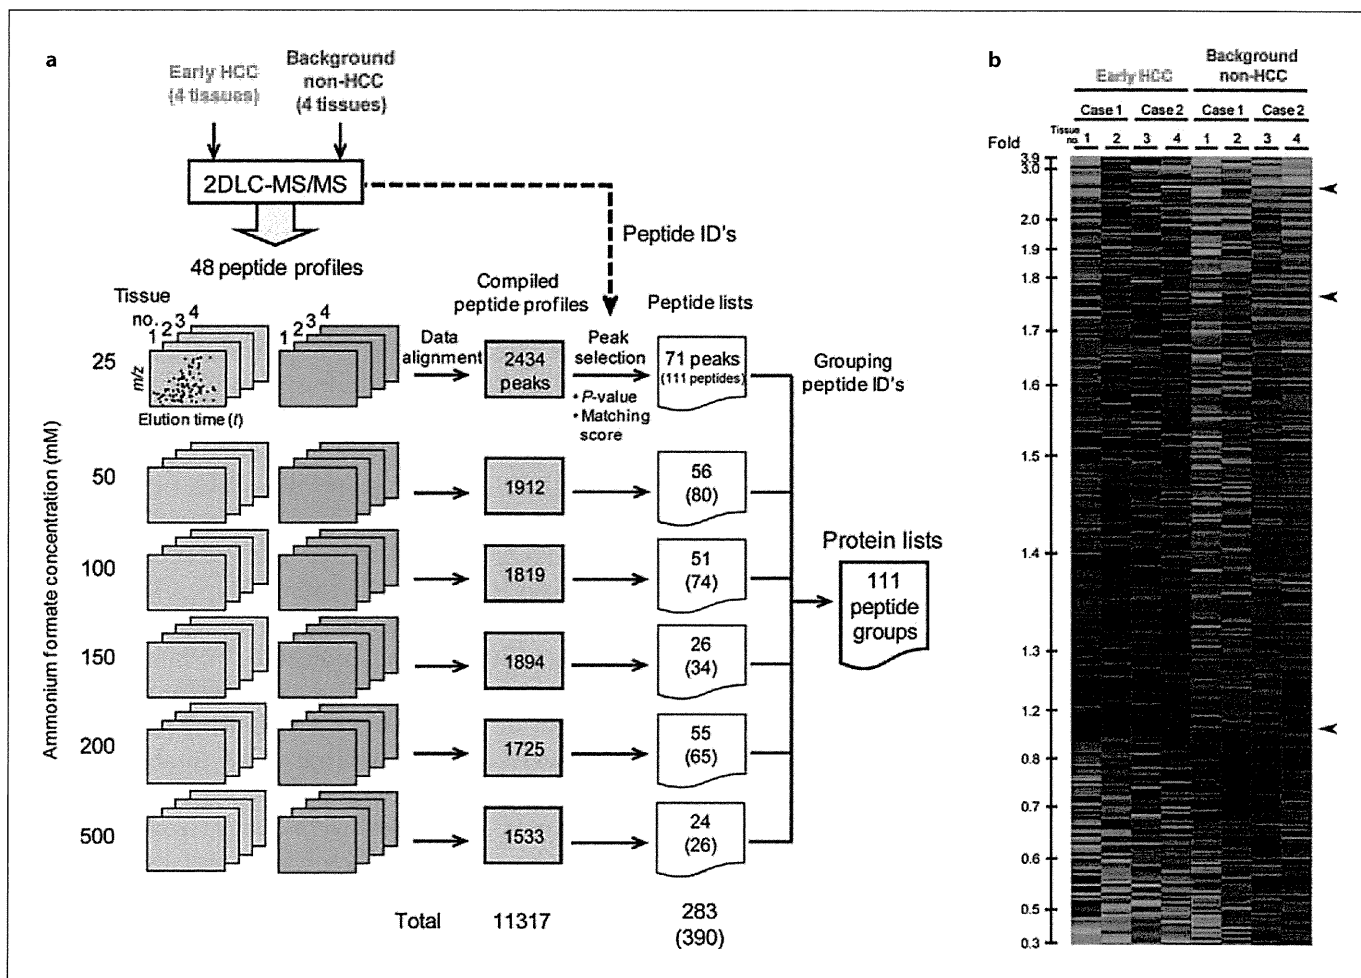 a
Early HCC
(4 tissues)
Background
non-HCC
(4 tissues)
2DLC-MS/MS
48 peptide profiles
Peptide ID's
Tissue
no.
1 2 3 4
1 2 3 4
Data
alignment
Compiled
peptide profiles
Peak
selection
• P-value
• Matching
score
Peptide lists
Grouping
peptide ID's
Ammonium formate concentration (mM)
25
m/z
Elution time (t)
2434
peaks
71 peaks
(111 peptides)
50
1912
56
(80)
100
1819
51
(74)
150
1894
26
(34)
200
1725
55
(65)
500
1533
24
(26)
Protein lists
111
peptide
groups
Total
11317
283
(390)
b
Early HCC
Background
non-HCC
Case 1 Case 2 Case 1 Case 2
Fold
Tissue
no. 1 2 3 4 1 2 3 4
3.9
3.0
2.0
1.9
1.8
1.7
1.6
1.5
1.4
1.3
1.2
0.8
0.7
0.6
0.5
0.3